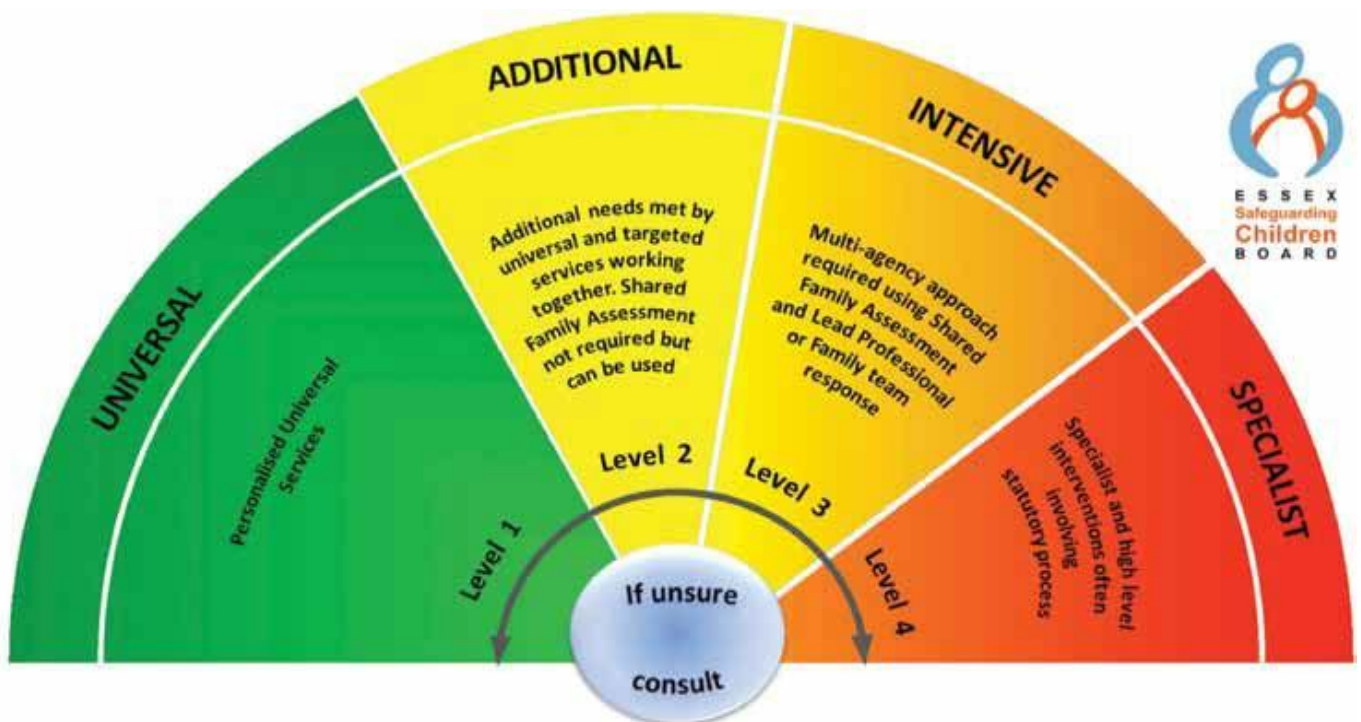 UNIVERSAL
Personalised Universal
Services
Level 1
ADDITIONAL
Additional needs met by
universal and targeted
services working
together. Shared
Family Assessment
not required but
can be used
Level 2
INTENSIVE
Multi-agency approach
required using Shared
Family Assessment
and Lead Professional
or Family team
response
Level 3
SPECIALIST
Specialist and high level
interventions often
involving
statutory process
Level 4
If unsure
consult
ESSEX
Safeguarding
Children
BOARD